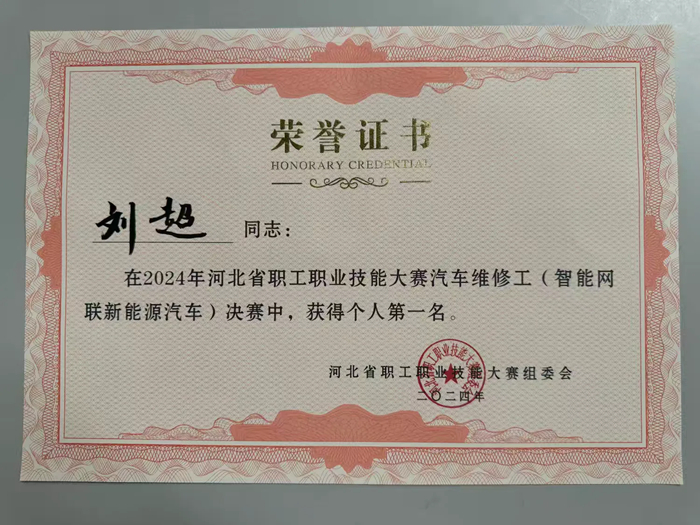 荣誉证书
HONORARY CREDENTIAL
刘超 同志：
在2024年河北省职工职业技能大赛汽车维修工（智能网
联新能源汽车）决赛中，获得个人第一名。
河北省职工职业技能大赛组委会
二〇二四年